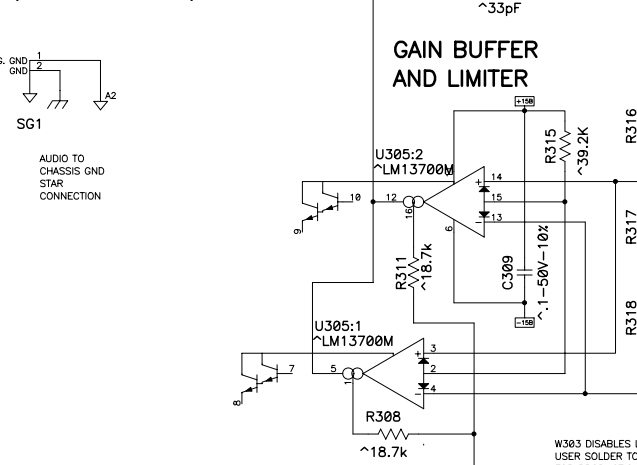 ^33pF
GAIN BUFFER
AND LIMITER
GND
1
GND
2
A2
SG1
AUDIO TO
CHASSIS GND
STAR
CONNECTION
+15B
R315
^39.2K
R316
U305:2
^LM13700M
14
+
12
16
15
13
-
10
9
6
R317
R311
^18.7k
C309
^.1-50V-10%
-15B
R318
U305:1
^LM13700M
3
+
5
1
2
4
-
7
8
R308
^18.7k
W303 DISABLES
USER SOLDER TO